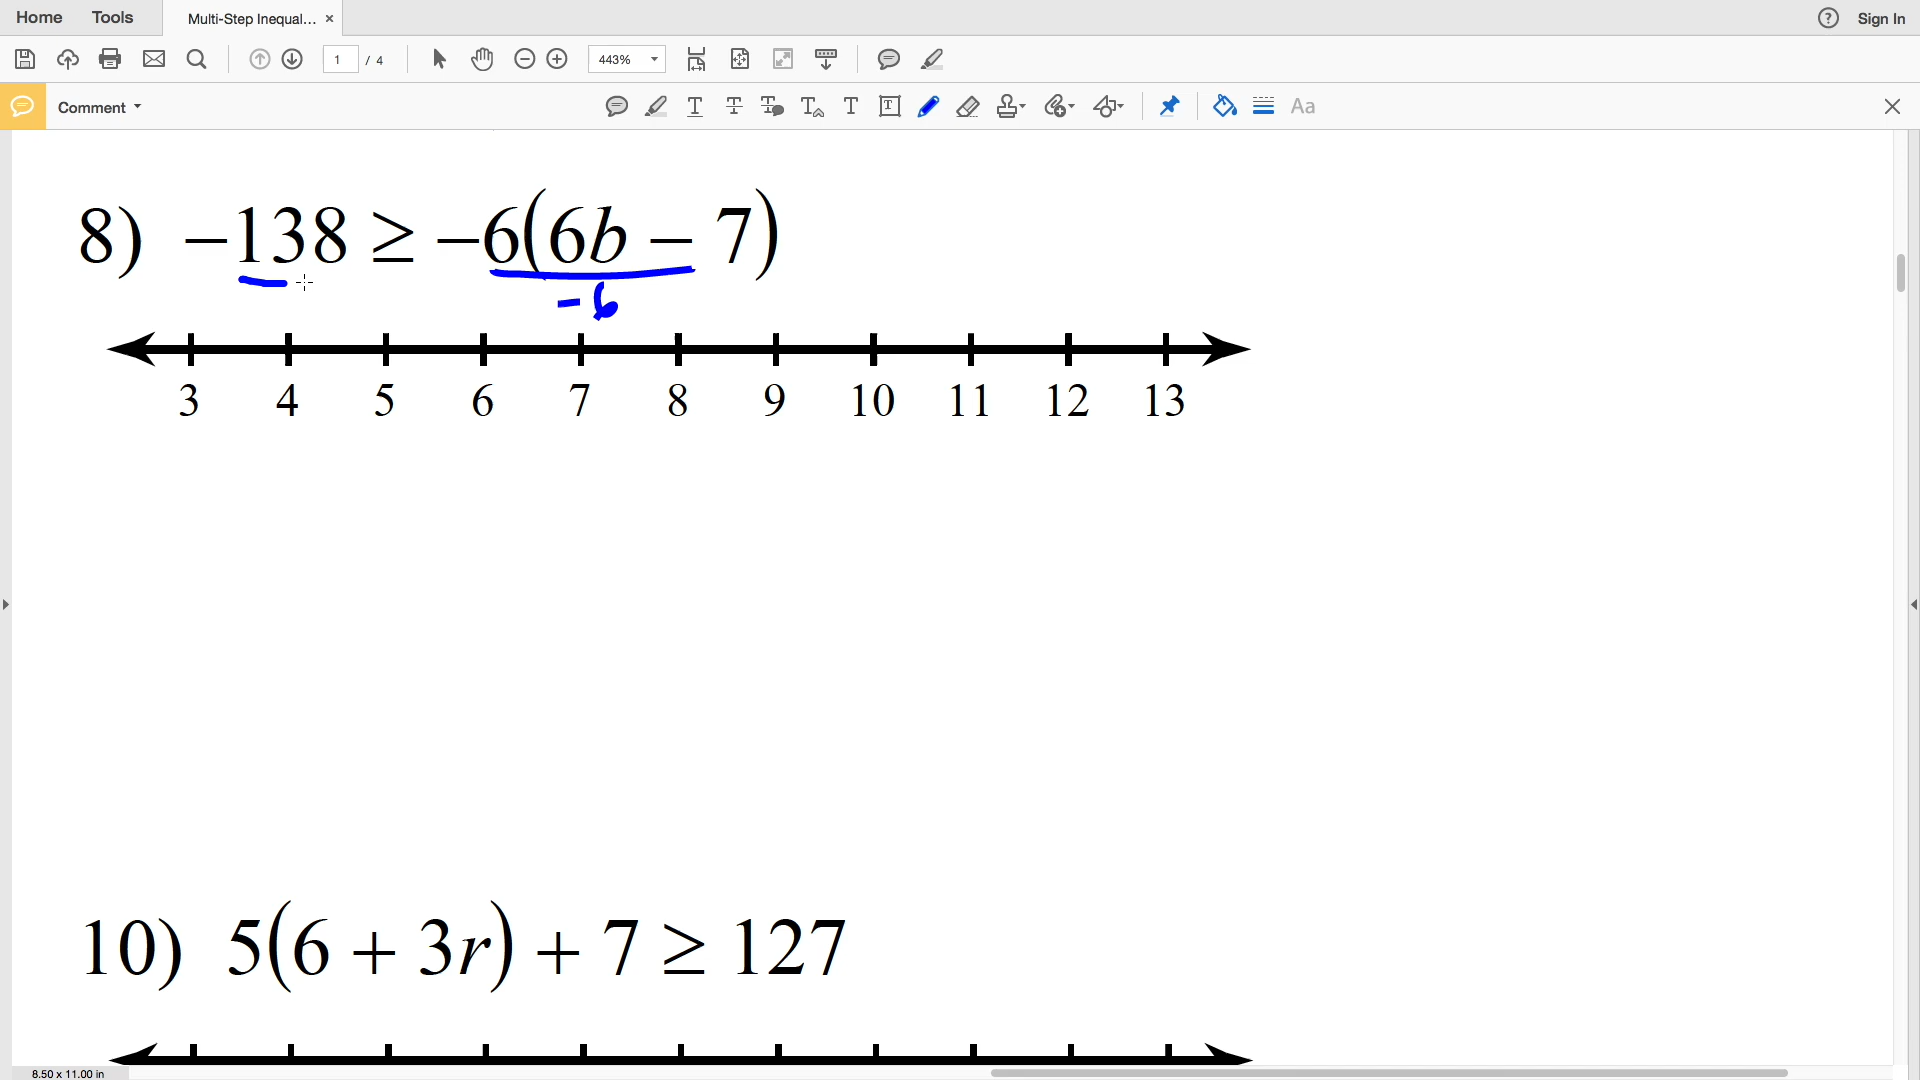 Home Tools Multi-Step Inequal... × ? Sign In
1 / 4 443%
Comment T T T T T T Aa
8) −138 ≥ −6(6b − 7)
-6
3 4 5 6 7 8 9 10 11 12 13
10) 5(6 + 3r) + 7 ≥ 127
8.50 x 11.00 in